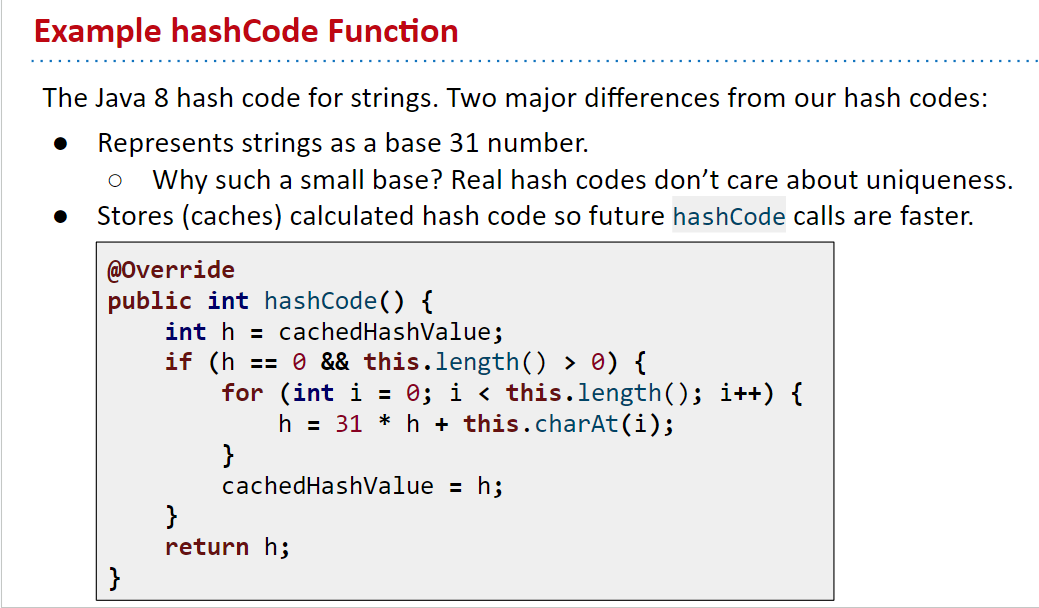 Example hashCode Function
The Java 8 hash code for strings. Two major differences from our hash codes:
● Represents strings as a base 31 number.
○ Why such a small base? Real hash codes don’t care about uniqueness.
● Stores (caches) calculated hash code so future hashCode calls are faster.
@Override
public int hashCode() {
    int h = cachedHashValue;
    if (h == 0 && this.length() > 0) {
        for (int i = 0; i < this.length(); i++) {
            h = 31 * h + this.charAt(i);
        }
        cachedHashValue = h;
    }
    return h;
}